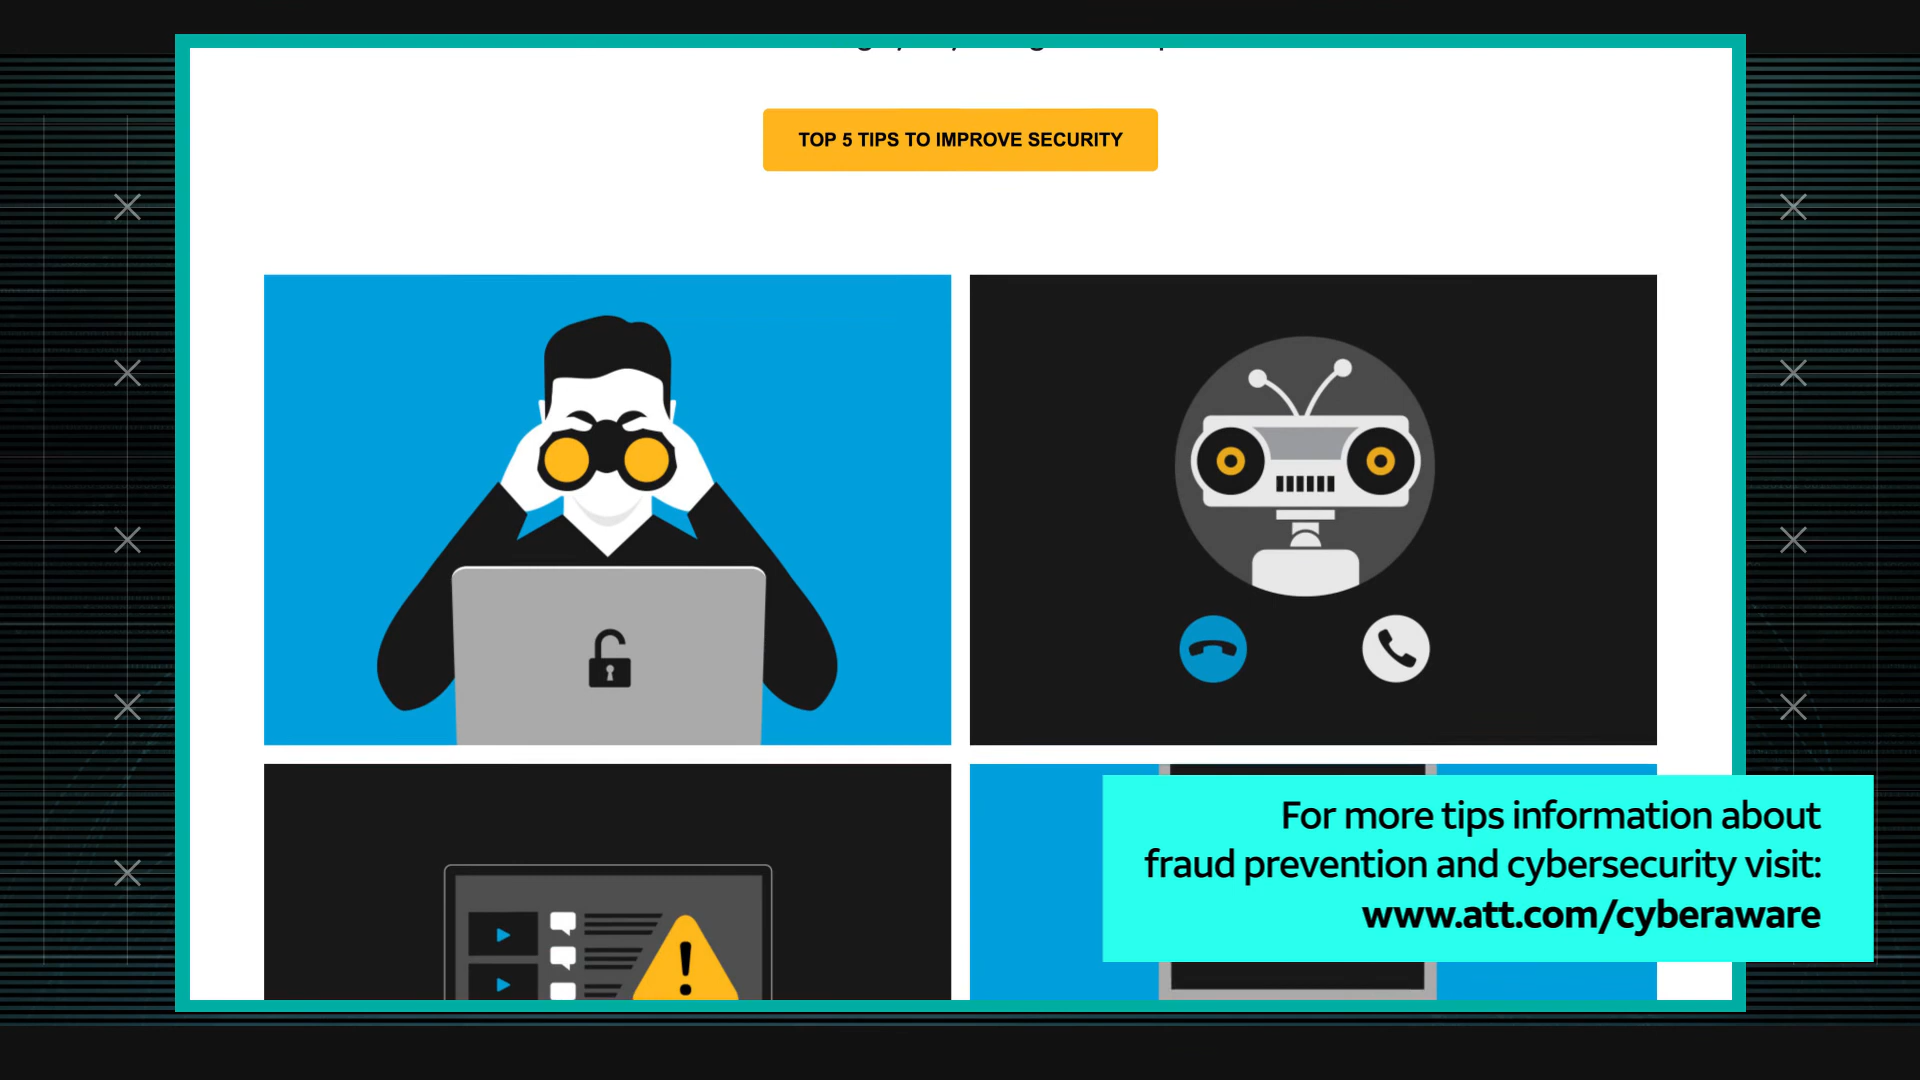 TOP 5 TIPS TO IMPROVE SECURITY
For more tips information about
fraud prevention and cybersecurity visit:
www.att.com/cyberaware